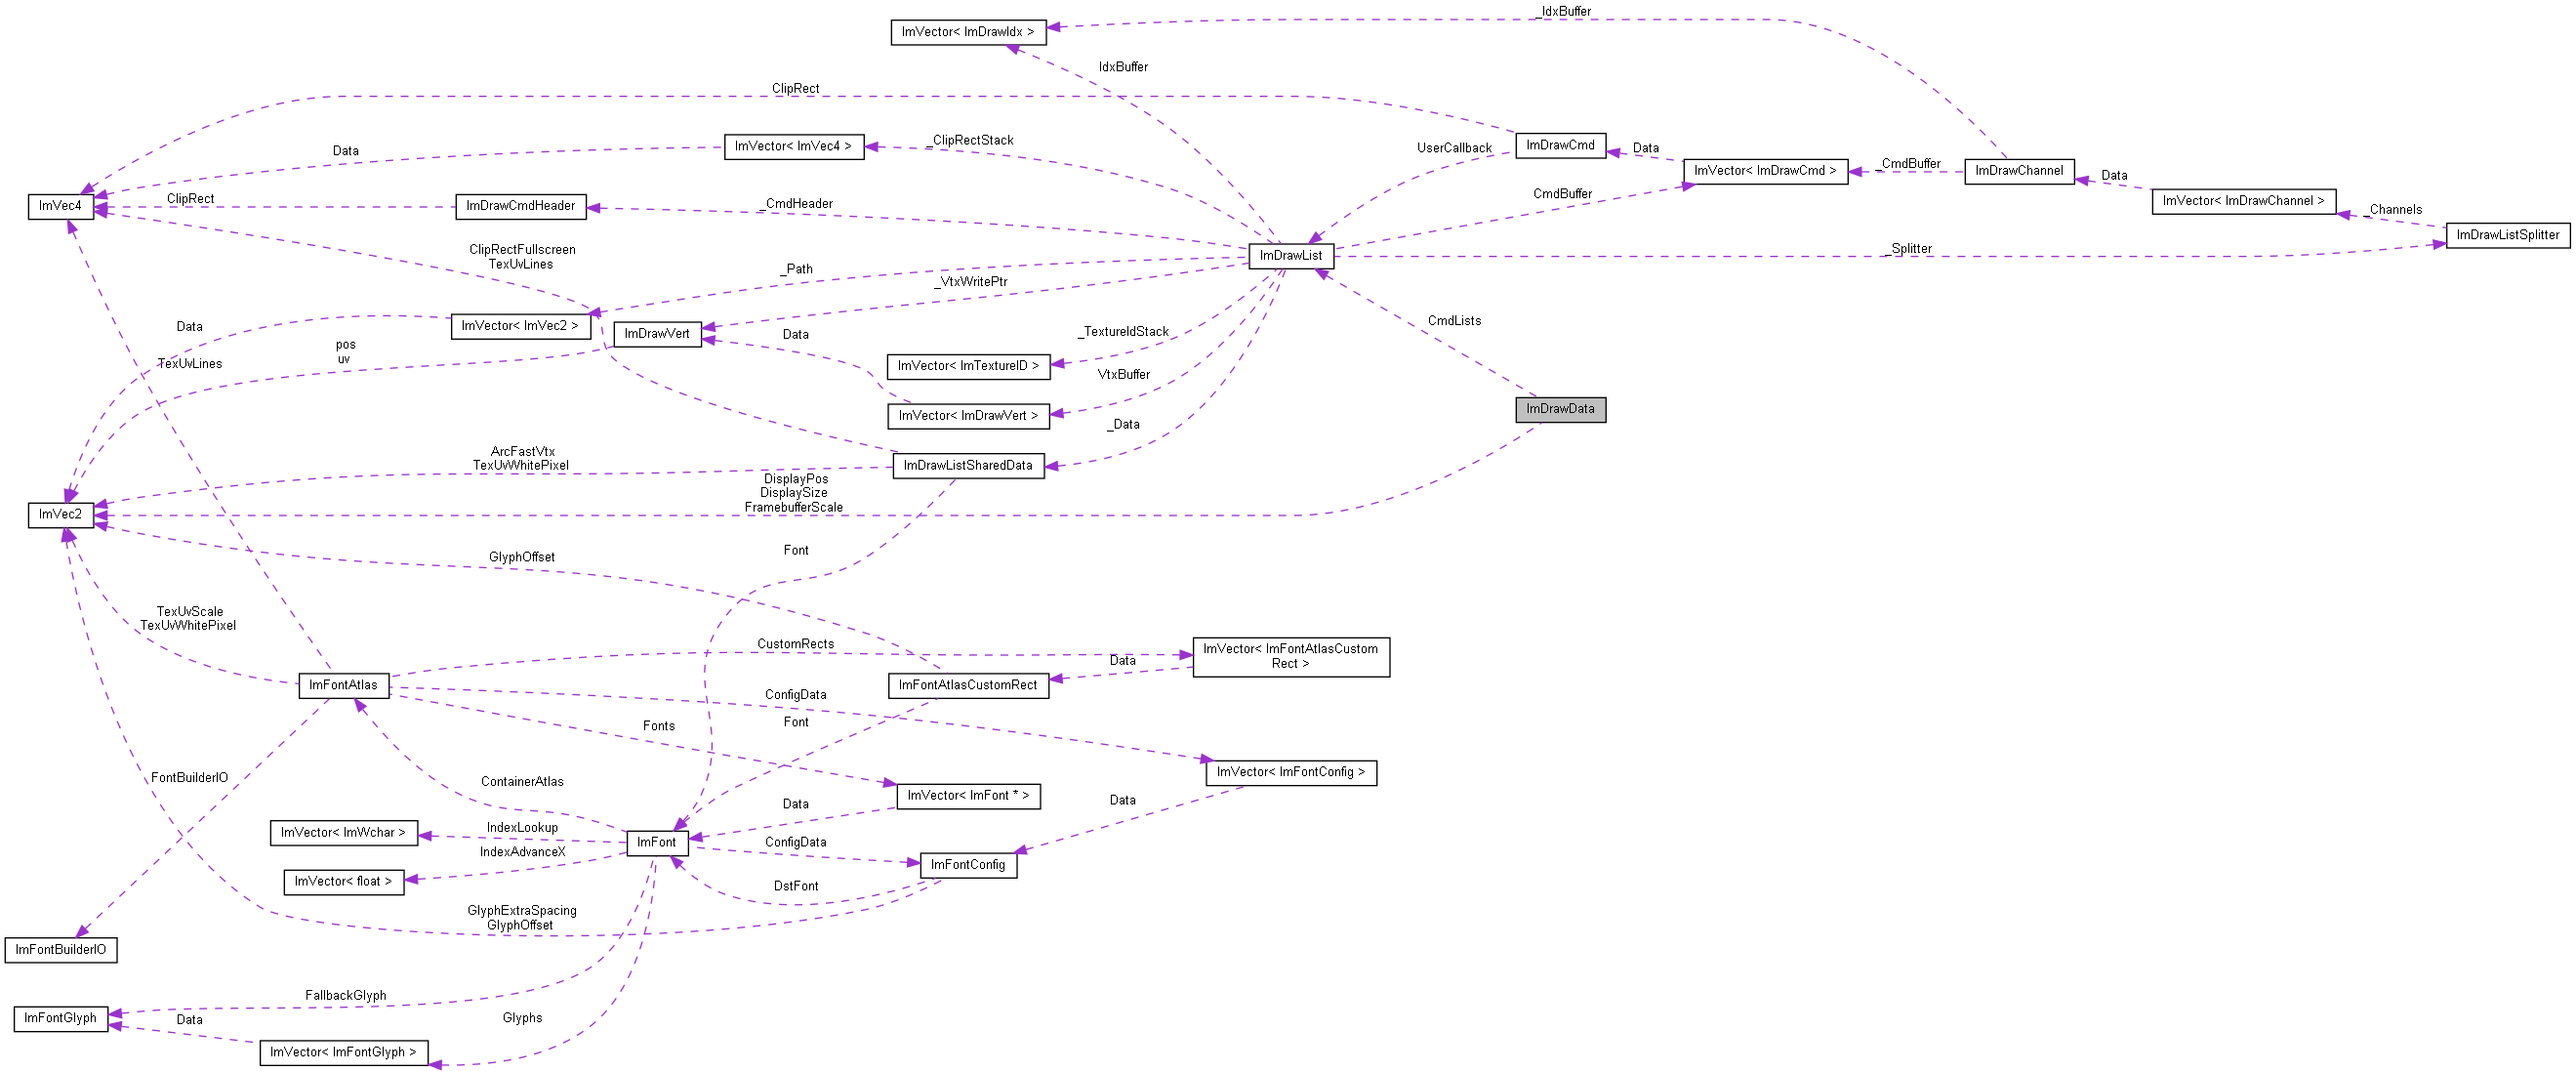 _IdxBuffer
ImVector< ImDrawIdx >
IdxBuffer
ClipRect
_ClipRectStack
ImVector< ImVec4 >
Data
UserCallback
ImDrawCmd
Data
ImVector< ImDrawCmd >
_CmdBuffer
ImDrawChannel
Data
ImVector< ImDrawChannel >
_Channels
ImDrawListSplitter
CmdBuffer
ImVec4
ClipRect
ImDrawCmdHeader
_CmdHeader
ImDrawList
_Splitter
ClipRectFullscreen
TexUvLines
_Path
_VtxWritePtr
Data
ImVector< ImVec2 >
ImDrawVert
Data
_TextureIdStack
CmdLists
pos
uv
TexUvLines
ImVector< ImTextureID >
VtxBuffer
ImVector< ImDrawVert >
ImDrawData
_Data
ArcFastVtx
TexUvWhitePixel
ImDrawListSharedData
DisplayPos
DisplaySize
FramebufferScale
ImVec2
GlyphOffset
Font
TexUvScale
TexUvWhitePixel
CustomRects
ImVector< ImFontAtlasCustom
Rect >
Data
ImFontAtlas
ImFontAtlasCustomRect
ConfigData
Fonts
Font
FontBuilderIO
ContainerAtlas
ImVector< ImFont * >
ImVector< ImFontConfig >
Data
Data
ImVector< ImWchar >
IndexLookup
ImFont
ConfigData
IndexAdvanceX
ImFontConfig
ImVector< float >
DstFont
GlyphExtraSpacing
GlyphOffset
ImFontBuilderIO
FallbackGlyph
ImFontGlyph
Data
Glyphs
ImVector< ImFontGlyph >